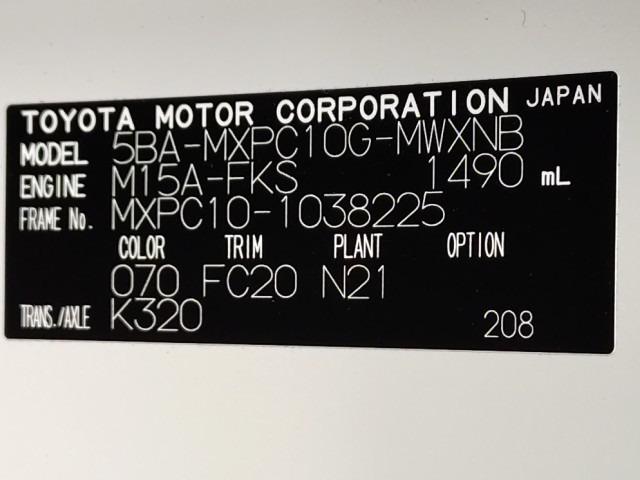 TOYOTA MOTOR CORPORATION JAPAN
MODEL 5BA-MXPC10G-MWXNB
ENGINE M15A-FKS 1490 mL
FRAME No. MXPC10-1038225
COLOR TRIM PLANT OPTION
070 FC20 N21
TRANS./AXLE K320 208